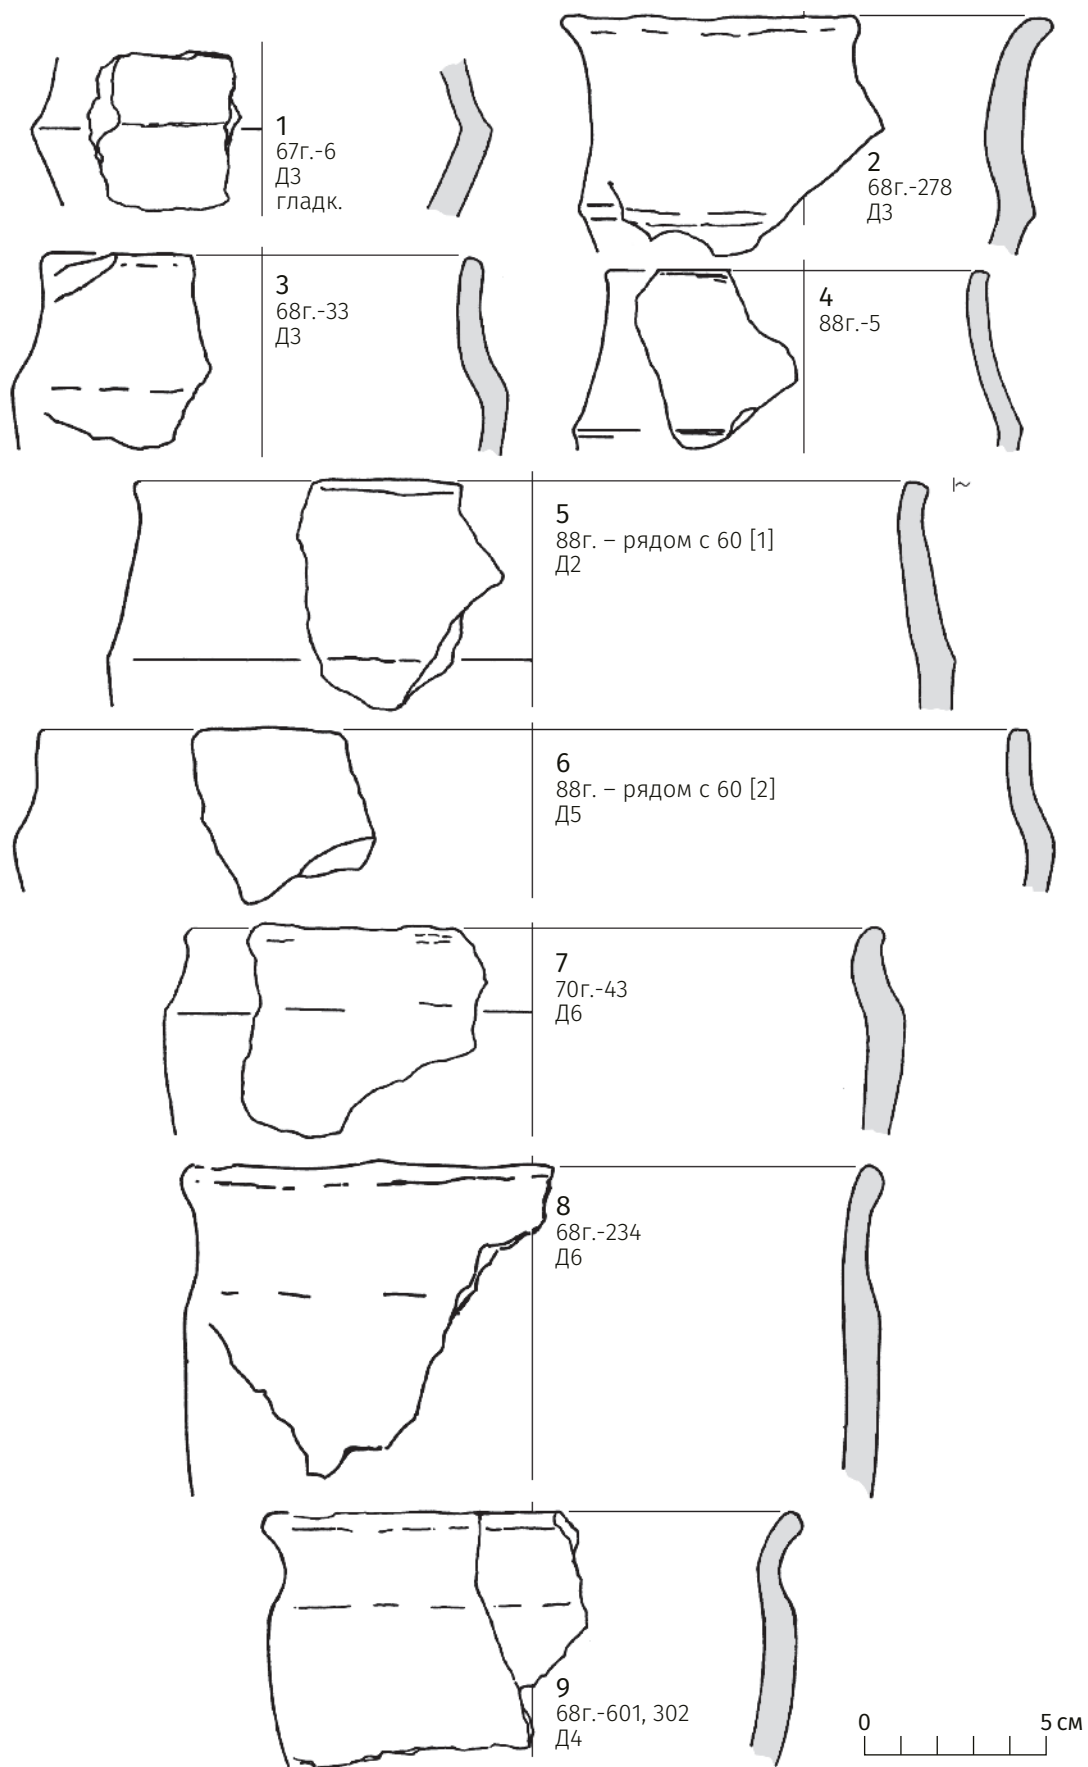 1
67г.-6
Д3
гладк.
2
68г.-278
Д3
3
68г.-33
Д3
4
88г.-5
5
88г. – рядом с 60 [1]
Д2
6
88г. – рядом с 60 [2]
Д5
7
70г.-43
Д6
8
68г.-234
Д6
9
68г.-601, 302
Д4
0 5 см